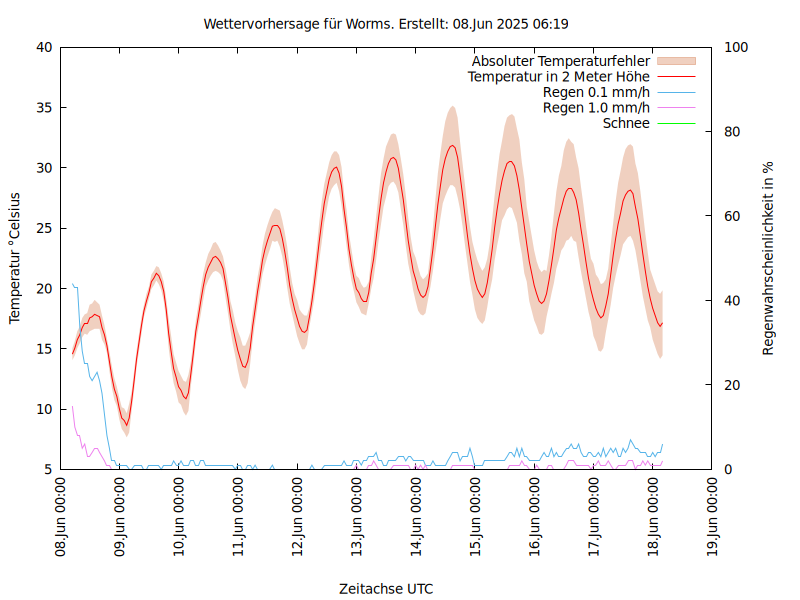 Wettervorhersage für Worms. Erstellt: 08.Jun 2025 06:19
Absoluter Temperaturfehler
Temperatur in 2 Meter Höhe
Regen 0.1 mm/h
Regen 1.0 mm/h
Schnee
40
35
30
25
20
15
10
5
100
80
60
40
20
0
Temperatur °Celsius
Regenwahrscheinlichkeit in %
08.Jun 00:00
09.Jun 00:00
10.Jun 00:00
11.Jun 00:00
12.Jun 00:00
13.Jun 00:00
14.Jun 00:00
15.Jun 00:00
16.Jun 00:00
17.Jun 00:00
18.Jun 00:00
19.Jun 00:00
Zeitachse UTC